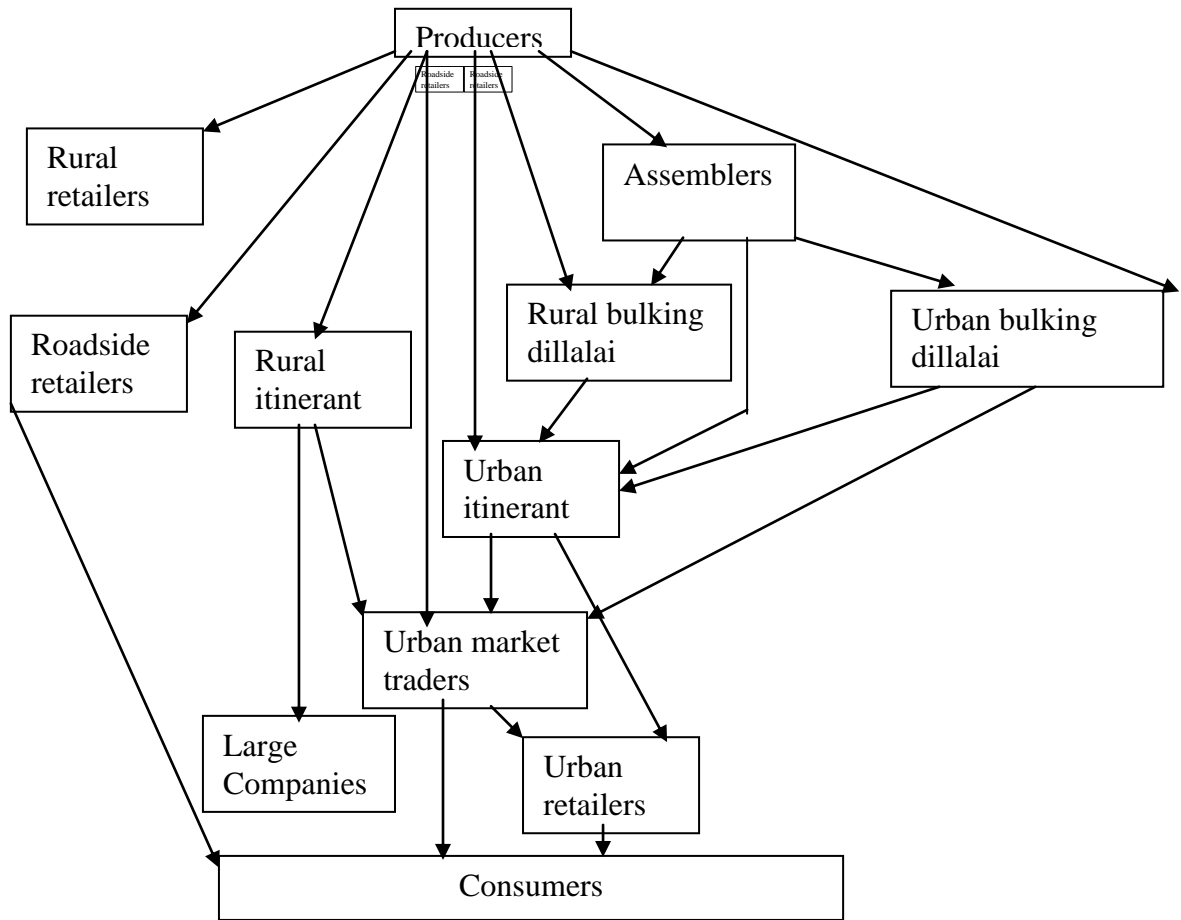 Producers
Roadside Roadside
retailers retailers
Rural
retailers
Assemblers
Rural bulking
dillalai
Urban bulking
dillalai
Roadside
retailers
Rural
itinerant
Urban
itinerant
Urban market
traders
Large
Companies
Urban
retailers
Consumers